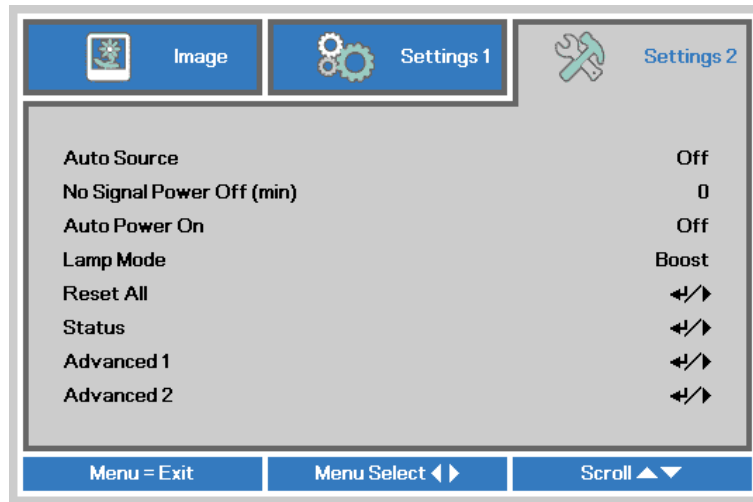 Image Settings 1 Settings 2
Auto Source Off
No Signal Power Off (min) 0
Auto Power On Off
Lamp Mode Boost
Reset All ↵/▶
Status ↵/▶
Advanced 1 ↵/▶
Advanced 2 ↵/▶
Menu = Exit Menu Select ◀▶ Scroll ▲▼